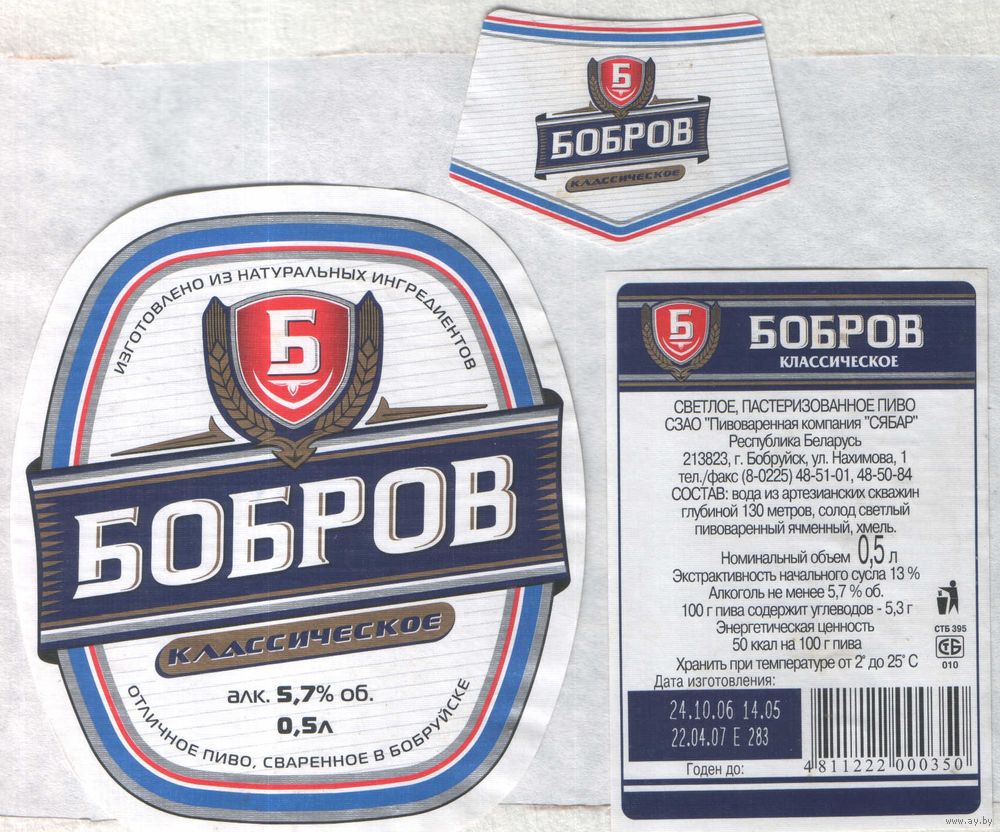 Б
БОБРОВ
КЛАССИЧЕСКОЕ
ИЗГОТОВЛЕНО ИЗ НАТУРАЛЬНЫХ ИНГРЕДИЕНТОВ
Б
БОБРОВ
КЛАССИЧЕСКОЕ
алк. 5,7% об.
0,5л
ОТЛИЧНОЕ ПИВО, СВАРЕННОЕ В БОБРУЙСКЕ
Б
БОБРОВ
КЛАССИЧЕСКОЕ
СВЕТЛОЕ, ПАСТЕРИЗОВАННОЕ ПИВО
СЗАО "Пивоваренная компания "СЯБАР"
Республика Беларусь
213823, г. Бобруйск, ул. Нахимова, 1
тел./факс (8-0225) 48-51-01, 48-50-84
СОСТАВ: вода из артезианских скважин
глубиной 130 метров, солод светлый
пивоваренный ячменный, хмель.
Номинальный объем 0,5 л
Экстрактивность начального сусла 13 %
Алкоголь не менее 5,7 % об.
100 г пива содержит углеводов - 5,3 г
Энергетическая ценность
50 ккал на 100 г пива
Хранить при температуре от 2° до 25° С
СТБ 395
СТБ
010
Дата изготовления:
24.10.06 14.05
22.04.07 Е 283
Годен до:
4 811222 000350
www.ay.by